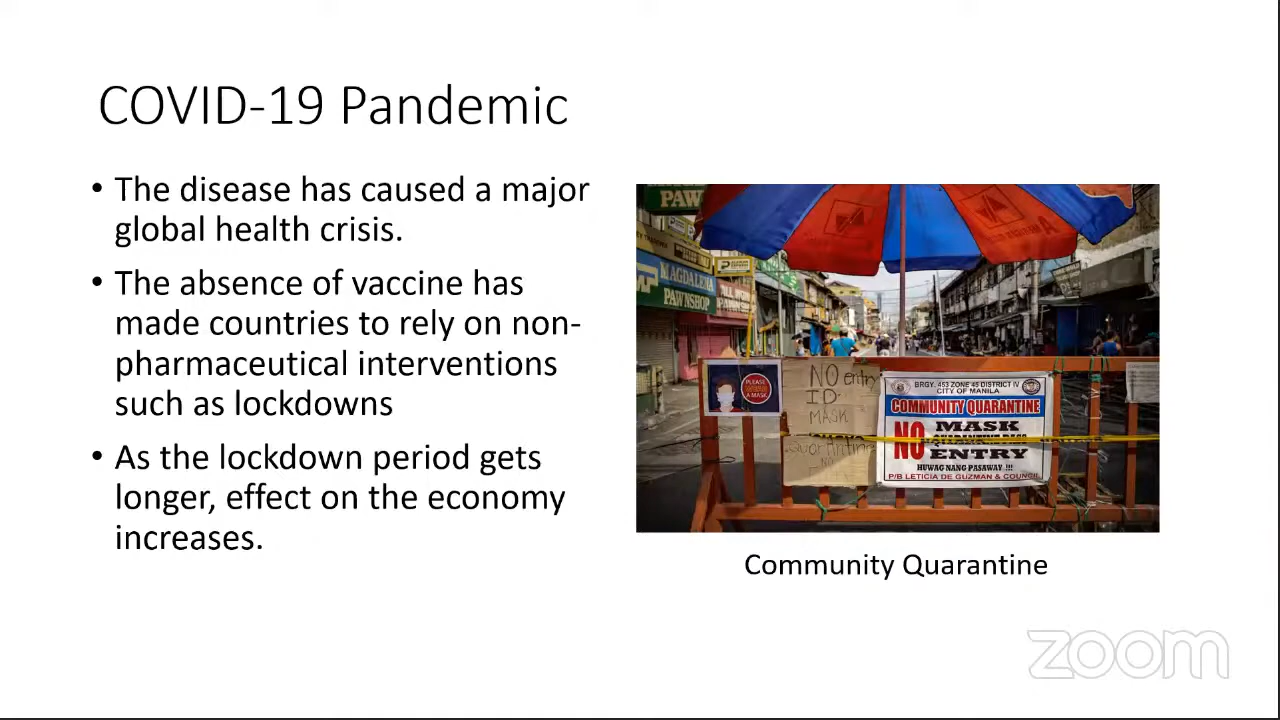 COVID-19 Pandemic
• The disease has caused a major
global health crisis.
• The absence of vaccine has
made countries to rely on non-
pharmaceutical interventions
such as lockdowns
• As the lockdown period gets
longer, effect on the economy
increases.
PAW
MAGDALENA
PAWNSHOP
PLEASE
A MASK
NO entry
ID
MASK
Quarantine
BRGY. 453 ZONE 45 DISTRICT IV
CITY OF MANILA
COMMUNITY QUARANTINE
NO MASK
QUARANTINE PASS
ENTRY
HUWAG NANG PASAWAY !!!
P/B LETICIA DE GUZMAN & COUNCIL
Community Quarantine
zoom